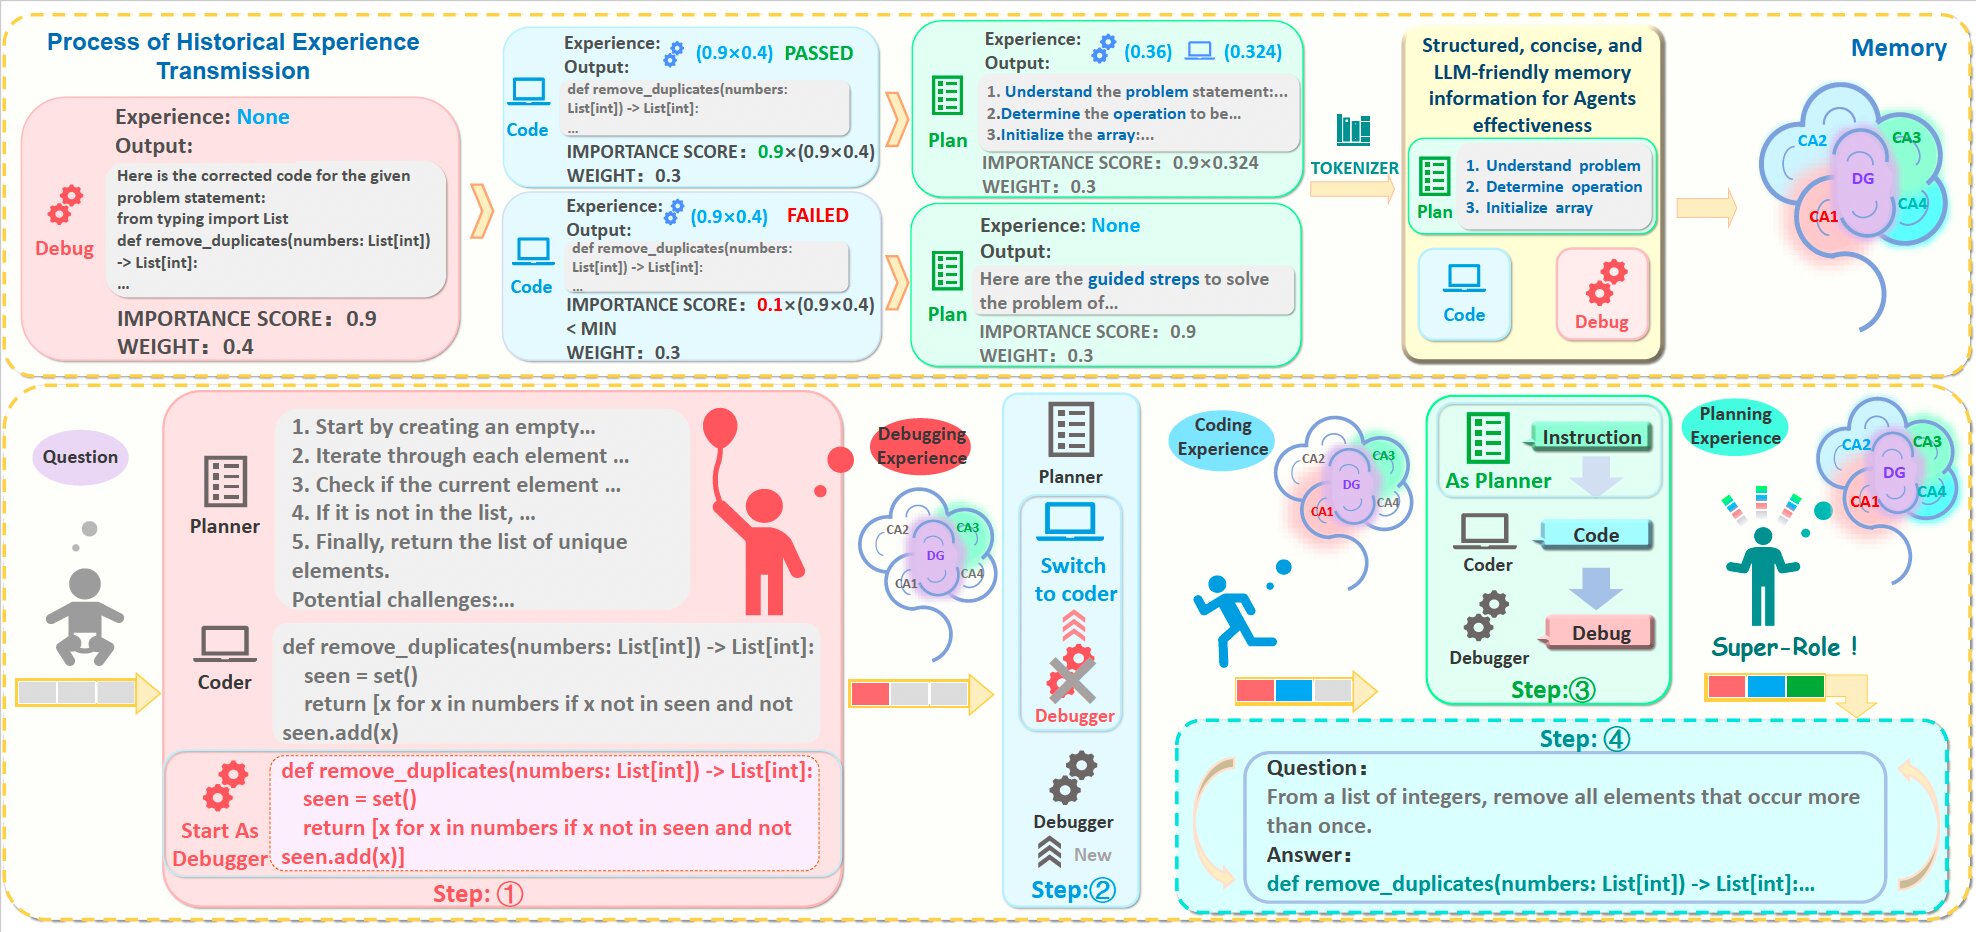 Process of Historical Experience
Transmission
Experience: None
Output:
Here is the corrected code for the given
problem statement:
from typing import List
def remove_duplicates(numbers: List[int])
-> List[int]:
...
Debug
IMPORTANCE SCORE：0.9
WEIGHT：0.4
Experience: (0.9×0.4) PASSED
Output:
def remove_duplicates(numbers:
List[int]) -> List[int]:
...
Code
IMPORTANCE SCORE：0.9×(0.9×0.4)
WEIGHT：0.3
Experience: (0.9×0.4) FAILED
Output:
def remove_duplicates(numbers:
List[int]) -> List[int]:
...
Code
IMPORTANCE SCORE：0.1×(0.9×0.4)
< MIN
WEIGHT：0.3
Experience: (0.36) (0.324)
Output:
1. Understand the problem statement:...
2.Determine the operation to be...
3.Initialize the array:...
Plan
IMPORTANCE SCORE：0.9×0.324
WEIGHT：0.3
Experience: None
Output:
Here are the guided streps to solve
the problem of...
Plan
IMPORTANCE SCORE：0.9
WEIGHT：0.3
TOKENIZER
Structured, concise, and
LLM-friendly memory
information for Agents
effectiveness
1. Understand problem
2. Determine operation
3. Initialize array
Plan
Code
Debug
Memory
CA2
CA3
DG
CA1
CA4
Question
Planner
1. Start by creating an empty...
2. Iterate through each element ...
3. Check if the current element ...
4. If it is not in the list, ...
5. Finally, return the list of unique
elements.
Potential challenges:...
Coder
def remove_duplicates(numbers: List[int]) -> List[int]:
seen = set()
return [x for x in numbers if x not in seen and not
seen.add(x)
Start As
Debugger
def remove_duplicates(numbers: List[int]) -> List[int]:
seen = set()
return [x for x in numbers if x not in seen and not
seen.add(x)]
Step: ①
Debugging
Experience
CA2
CA3
DG
CA1
CA4
Planner
Switch
to coder
Debugger
Debugger
New
Step:②
Coding
Experience
CA2
CA3
DG
CA1
CA4
Instruction
As Planner
Code
Coder
Debug
Debugger
Step:③
Planning
Experience
CA2
CA3
DG
CA1
CA4
Super-Role !
Step: ④
Question：
From a list of integers, remove all elements that occur more
than once.
Answer：
def remove_duplicates(numbers: List[int]) -> List[int]:...